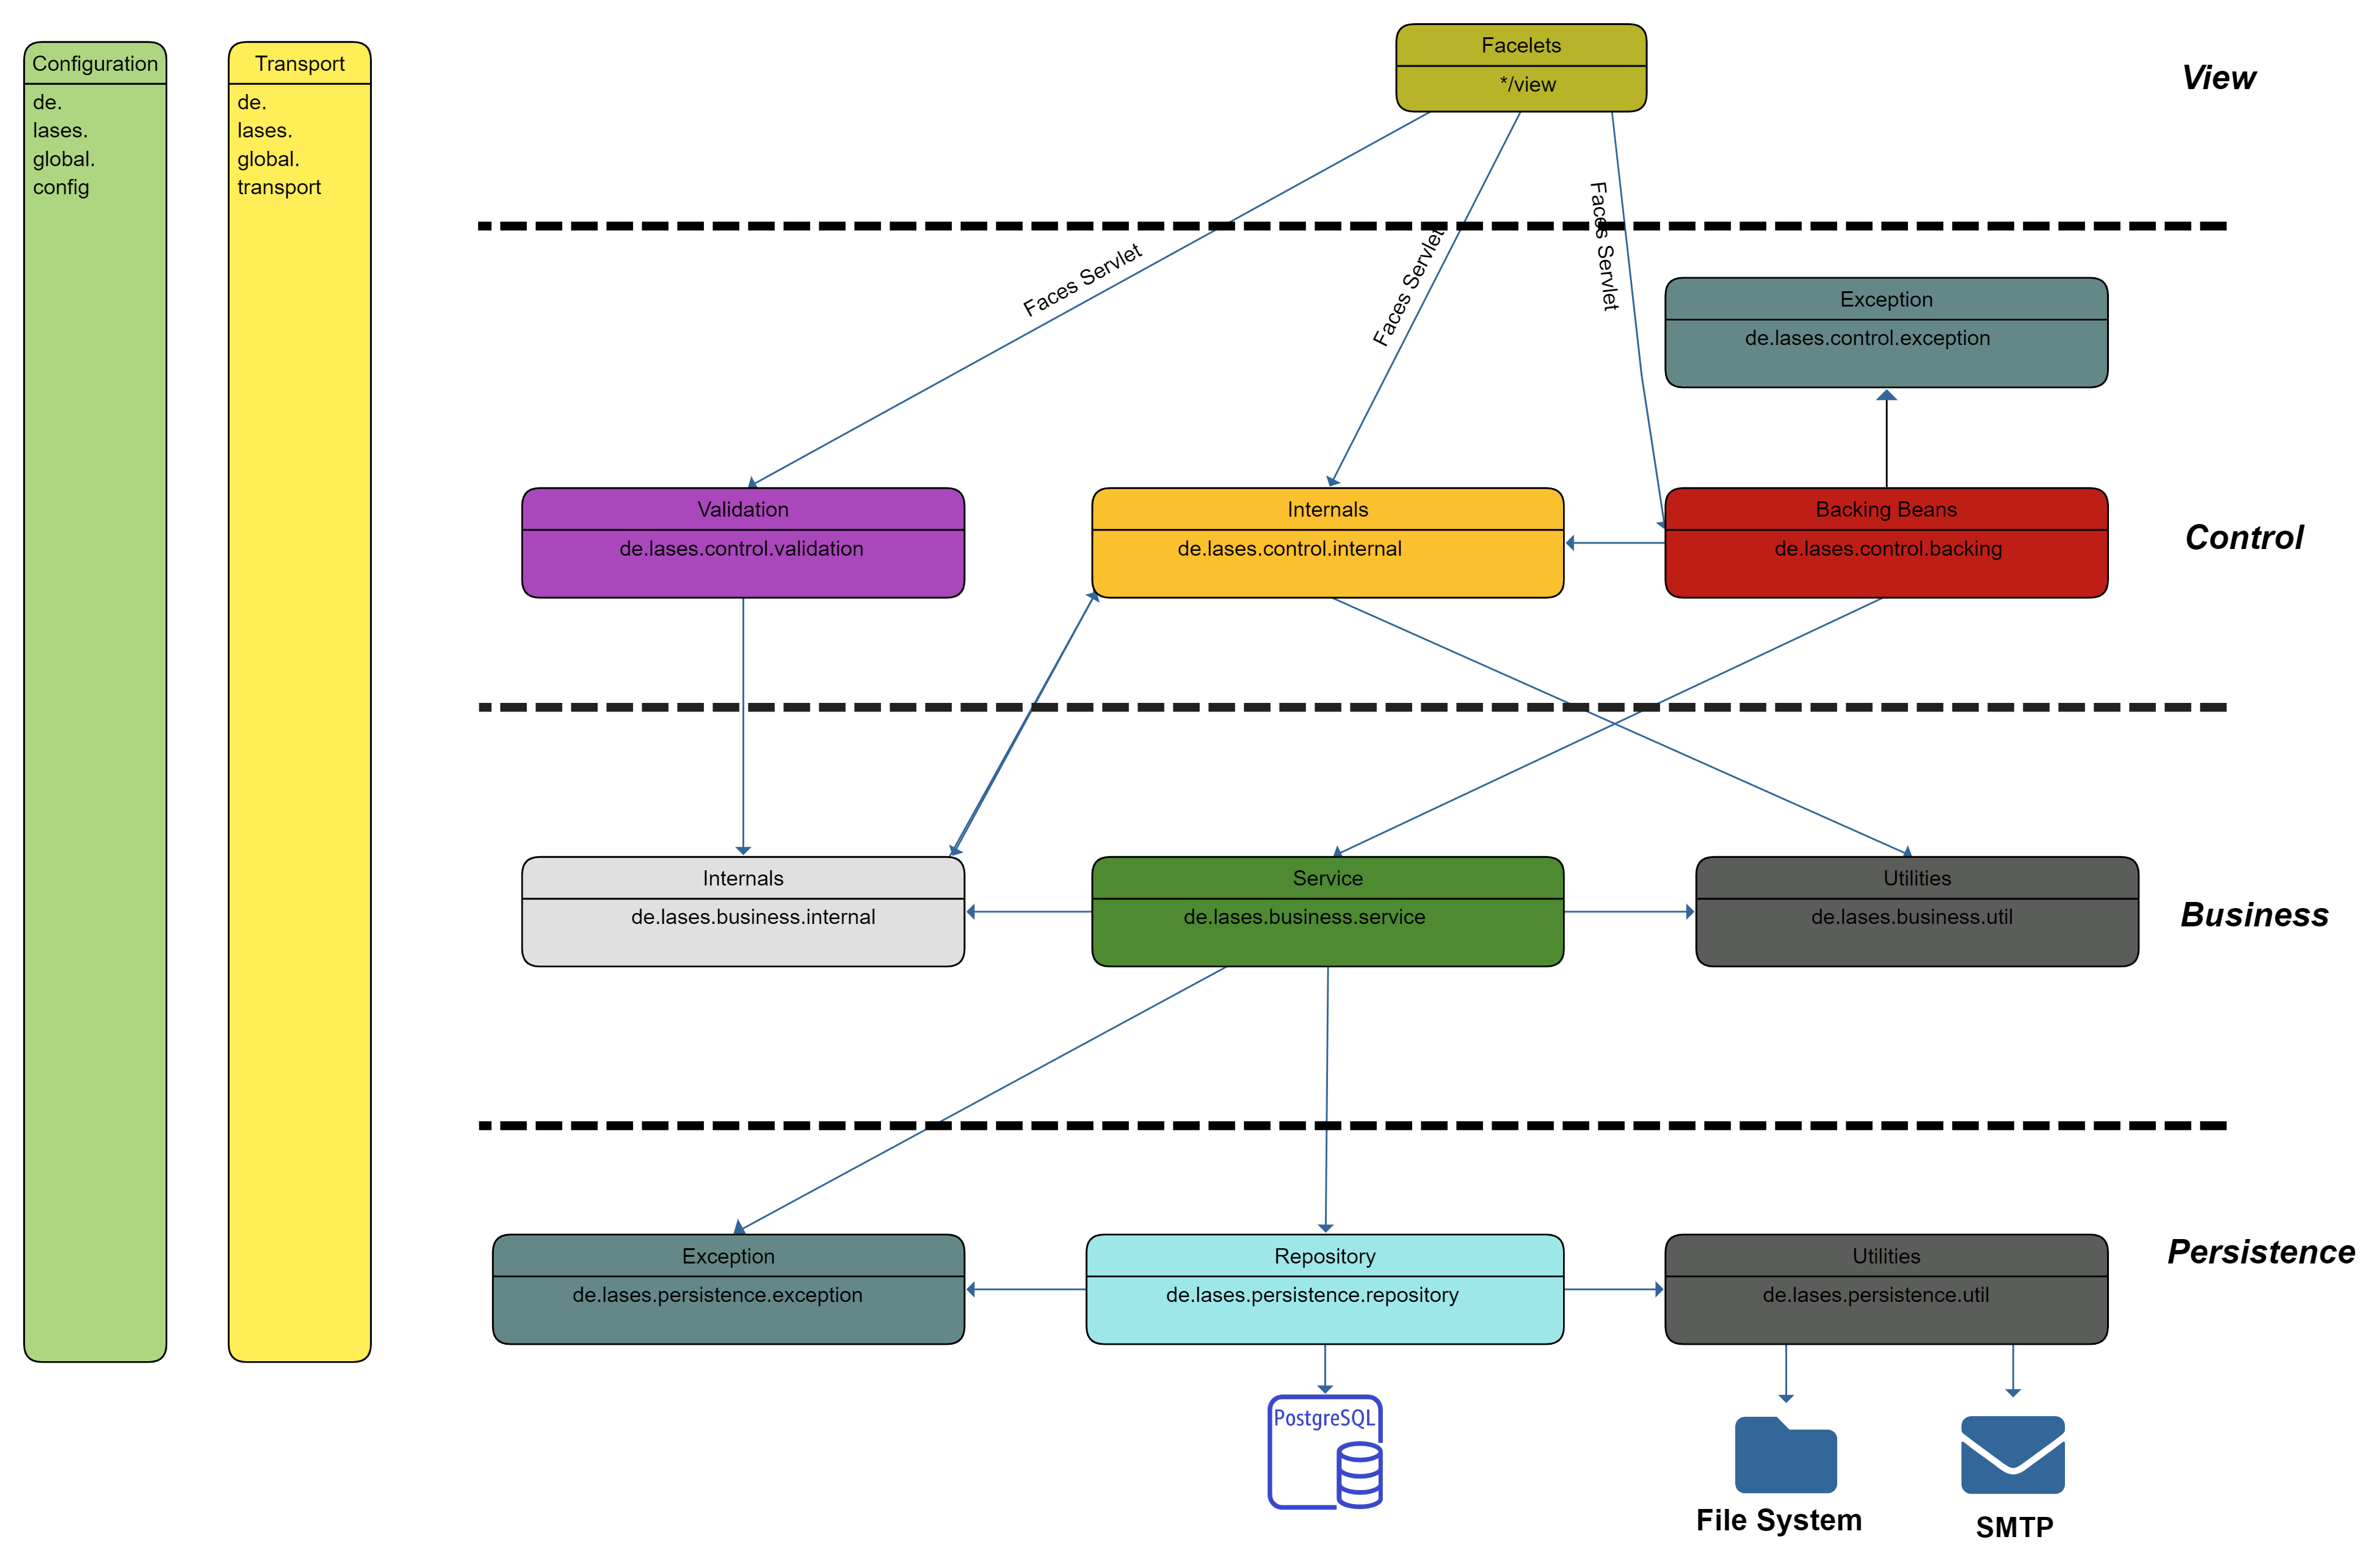 Configuration
de.
lases.
global.
config
Transport
de.
lases.
global.
transport
Facelets
*/view
View
Faces Servlet
Faces Servlet
Faces Servlet
Exception
de.lases.control.exception
Validation
de.lases.control.validation
Internals
de.lases.control.internal
Backing Beans
de.lases.control.backing
Control
Internals
de.lases.business.internal
Service
de.lases.business.service
Utilities
de.lases.business.util
Business
Exception
de.lases.persistence.exception
Repository
de.lases.persistence.repository
Utilities
de.lases.persistence.util
Persistence
PostgreSQL
File System
SMTP